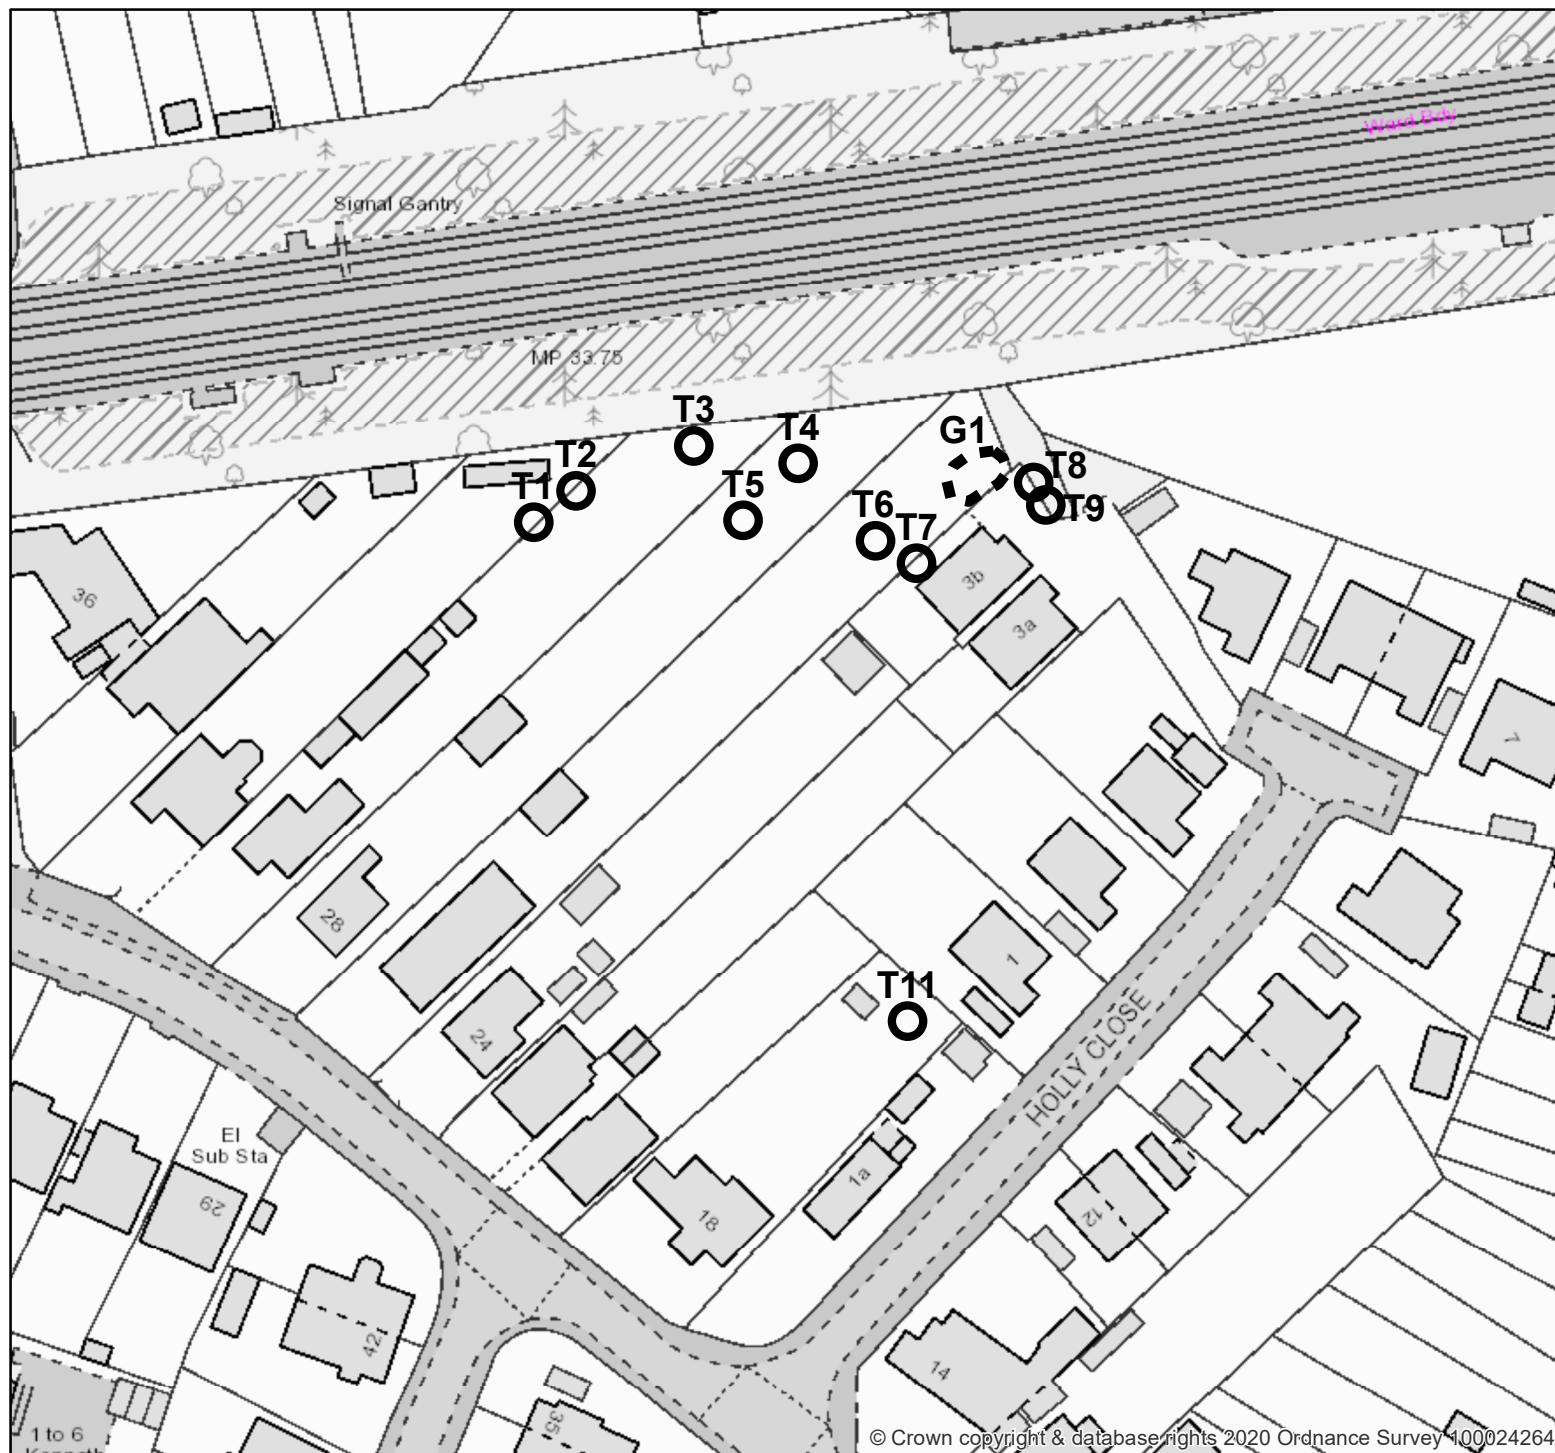 Ward Bdy
Signal Gantry
MP 33.75
T3
T4
G1
T2
T8
T1
T5
T9
T6
T7
36
3b
3a
7
28
T11
1
24
HOLLY CLOSE
El
Sub Sta
1a
29
18
12
42
14
35
1 to 6
© Crown copyright & database rights 2020 Ordnance Survey 100024264